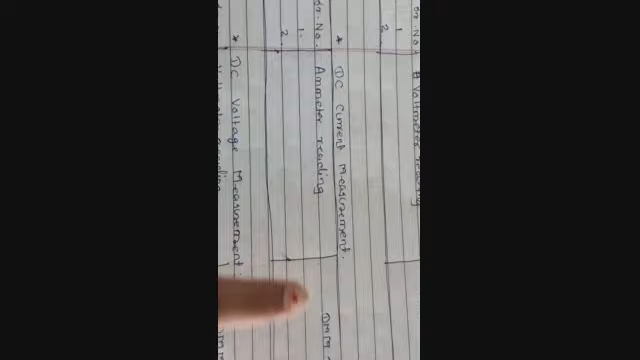 Sr. No. # Voltmeter reading
1
2
* DC Current Measurement.
Sr. No. Ammeter reading DMM
1.
2.
* DC Voltage Measurement.